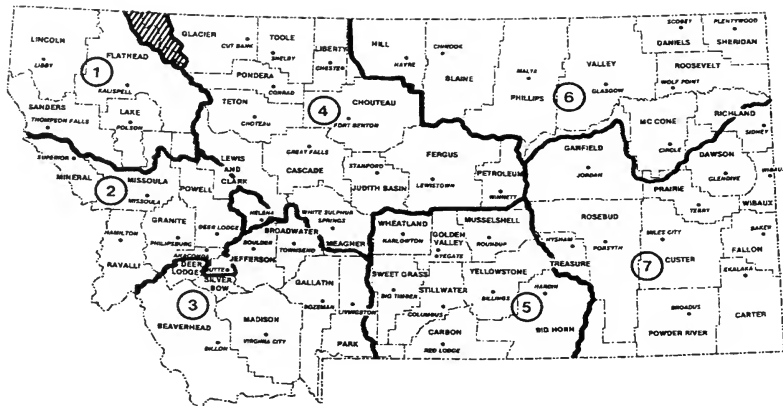 LINCOLN
LIBBY
FLATHEAD
1
KALISPELL
SANDERS
THOMPSON FALLS
LAKE
POLSON
GLACIER
CUT BANK
TOOLE
SHELBY
LIBERTY
CHESTER
HILL
HAVRE
CHINOOK
BLAINE
MALTA
PHILLIPS
VALLEY
6
GLASGOW
SCOBEY
DANIELS
PLENTYWOOD
SHERIDAN
ROOSEVELT
WOLF POINT
PONDERA
CONRAD
TETON
CHOTEAU
4
CHOUTEAU
FORT BENTON
MC CONE
CIRCLE
RICHLAND
SIDNEY
SUPERIOR
MINERAL
2
MISSOULA
MISSOULA
POWELL
LEWIS
AND
CLARK
HELENA
GREAT FALLS
CASCADE
STANFORD
JUDITH BASIN
FERGUS
LEWISTOWN
PETROLEUM
WINNETT
GARFIELD
JORDAN
DAWSON
GLENDIVE
PRAIRIE
TERRY
WIBAUX
WIBAUX
GRANITE
PHILIPSBURG
DEER LODGE
HAMILTON
RAVALLI
ANACONDA
DEER
LODGE
BUTTE
SILVER
BOW
BOULDER
JEFFERSON
BROADWATER
TOWNSEND
WHITE SULPHUR
SPRINGS
MEAGHER
WHEATLAND
HARLOWTON
GOLDEN
VALLEY
RYEGATE
MUSSELSHELL
ROUNDUP
ROSEBUD
HYSHAM
FORSYTH
TREASURE
MILES CITY
CUSTER
7
BAKER
FALLON
EKALAKA
3
BEAVERHEAD
DILLON
MADISON
VIRGINIA CITY
GALLATIN
BOZEMAN
LIVINGSTON
PARK
SWEET GRASS
BIG TIMBER
STILLWATER
COLUMBUS
YELLOWSTONE
BILLINGS
HARDIN
5
BIG HORN
CARBON
RED LODGE
BROADUS
POWDER RIVER
CARTER